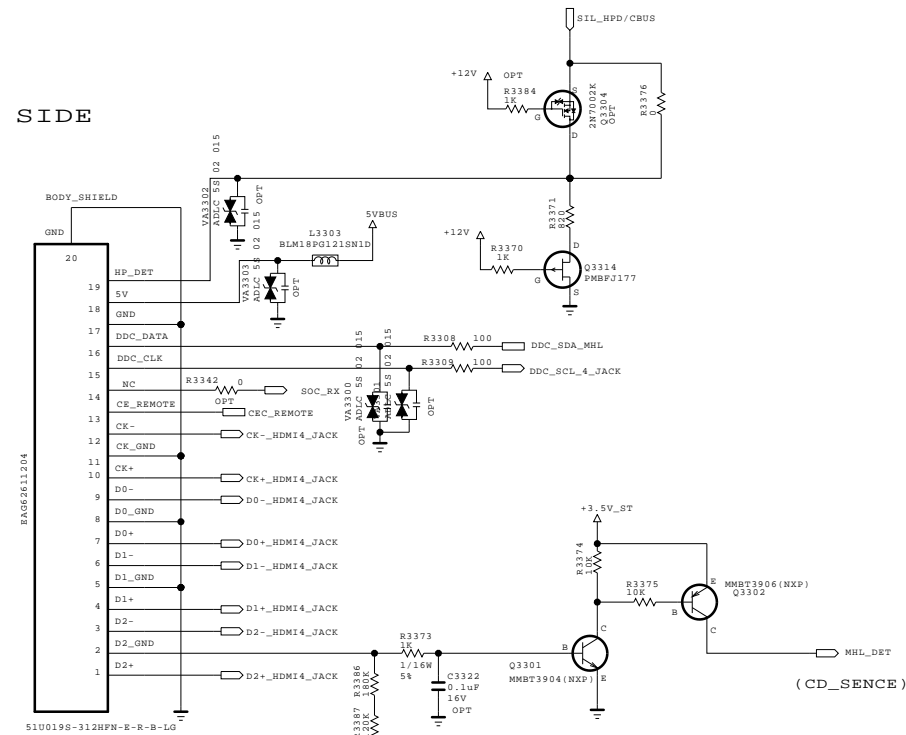 SIL_HPD/CBUS
+12V
OPT
R3384
1K
G
S
D
2N7002K
Q3304
OPT
R3376
0
SIDE
BODY_SHIELD
GND
20
VA3302
ADLC 5S 02 015
OPT
L3303
BLM18PG121SN1D
5VBUS
VA3303
ADLC 5S 02 015
OPT
+12V
R3370
1K
R3371
820
D
G
S
Q3314
PMBFJ177
HP_DET
19
5V
18
GND
17
DDC_DATA
16
R3308 100
DDC_SDA_MHL
DDC_CLK
15
R3309 100
DDC_SCL_4_JACK
NC
14
R3342 0
OPT
SOC_RX
VA3300
ADLC 5S 02 015
OPT
VA3301
ADLC 5S 02 015
OPT
CE_REMOTE
13
CEC_REMOTE
CK-
12
CK-_HDMI4_JACK
CK_GND
11
CK+
10
CK+_HDMI4_JACK
D0-
9
D0-_HDMI4_JACK
D0_GND
8
D0+
7
D0+_HDMI4_JACK
D1-
6
D1-_HDMI4_JACK
D1_GND
5
D1+
4
D1+_HDMI4_JACK
D2-
3
D2-_HDMI4_JACK
D2_GND
2
D2+
1
D2+_HDMI4_JACK
EAG62611204
51U019S-312HFN-E-R-B-LG
R3373
1K
1/16W
5%
R3386
180K
R3387
C3322
0.1uF
16V
OPT
+3.5V_ST
R3374
10K
R3375
10K
B
C
E
Q3301
MMBT3904(NXP)
B
E
C
MMBT3906(NXP)
Q3302
MHL_DET
(CD_SENCE)